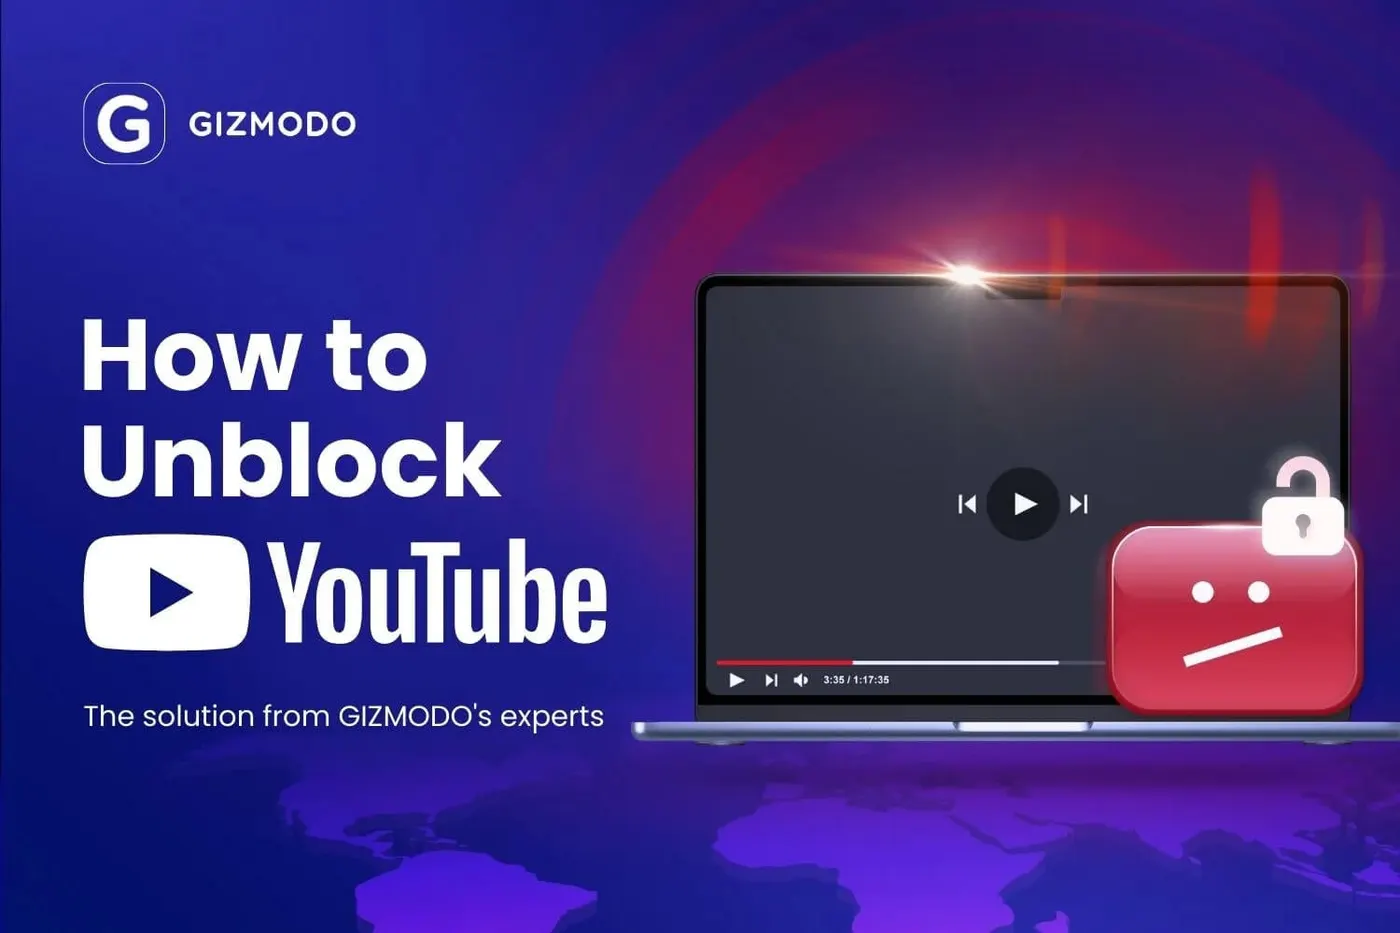 G GIZMODO
How to
Unblock
YouTube
The solution from GIZMODO's experts
3:35 / 1:17:35